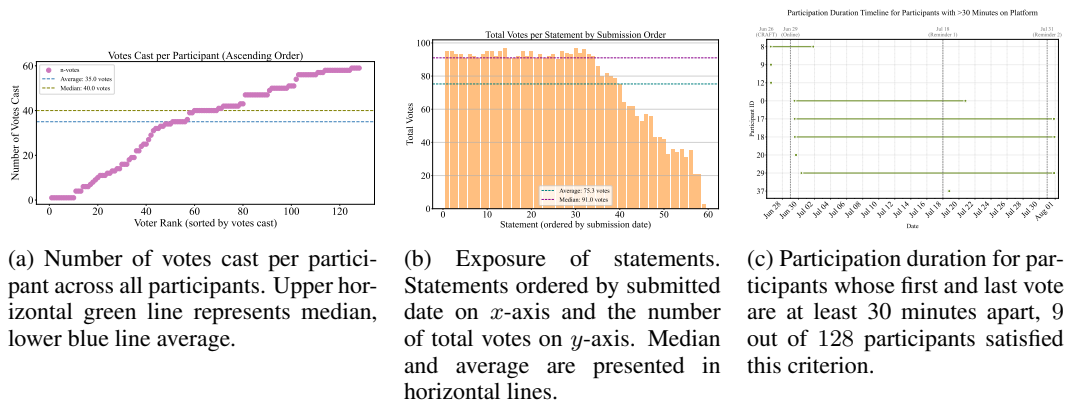 Votes Cast per Participant (Ascending Order)
Number of Votes Cast
60
40
20
0
n-votes
Average: 35.0 votes
Median: 40.0 votes
0
20
40
60
80
100
120
Voter Rank (sorted by votes cast)
(a) Number of votes cast per partici-
pant across all participants. Upper hor-
izontal green line represents median,
lower blue line average.
Total Votes per Statement by Submission Order
Total Votes
100
80
60
40
20
0
Average: 75.3 votes
Median: 91.0 votes
0
10
20
30
40
50
60
Statement (ordered by submission date)
(b) Exposure of statements.
Statements ordered by submitted
date on x-axis and the number
of total votes on y-axis. Median
and average are presented in
horizontal lines.
Participation Duration Timeline for Participants with >30 Minutes on Platform
Jun 26
(CRAFT)
Jun 29
(Online)
Jul 18
(Reminder 1)
Jul 31
(Reminder 2)
Participant ID
8
9
12
0
17
18
20
29
37
Jun 28
Jun 30
Jul 02
Jul 04
Jul 06
Jul 08
Jul 10
Jul 12
Jul 14
Jul 16
Jul 18
Jul 20
Jul 22
Jul 24
Jul 26
Jul 28
Jul 30
Aug 01
Date
(c) Participation duration for par-
ticipants whose first and last vote
are at least 30 minutes apart, 9
out of 128 participants satisfied
this criterion.